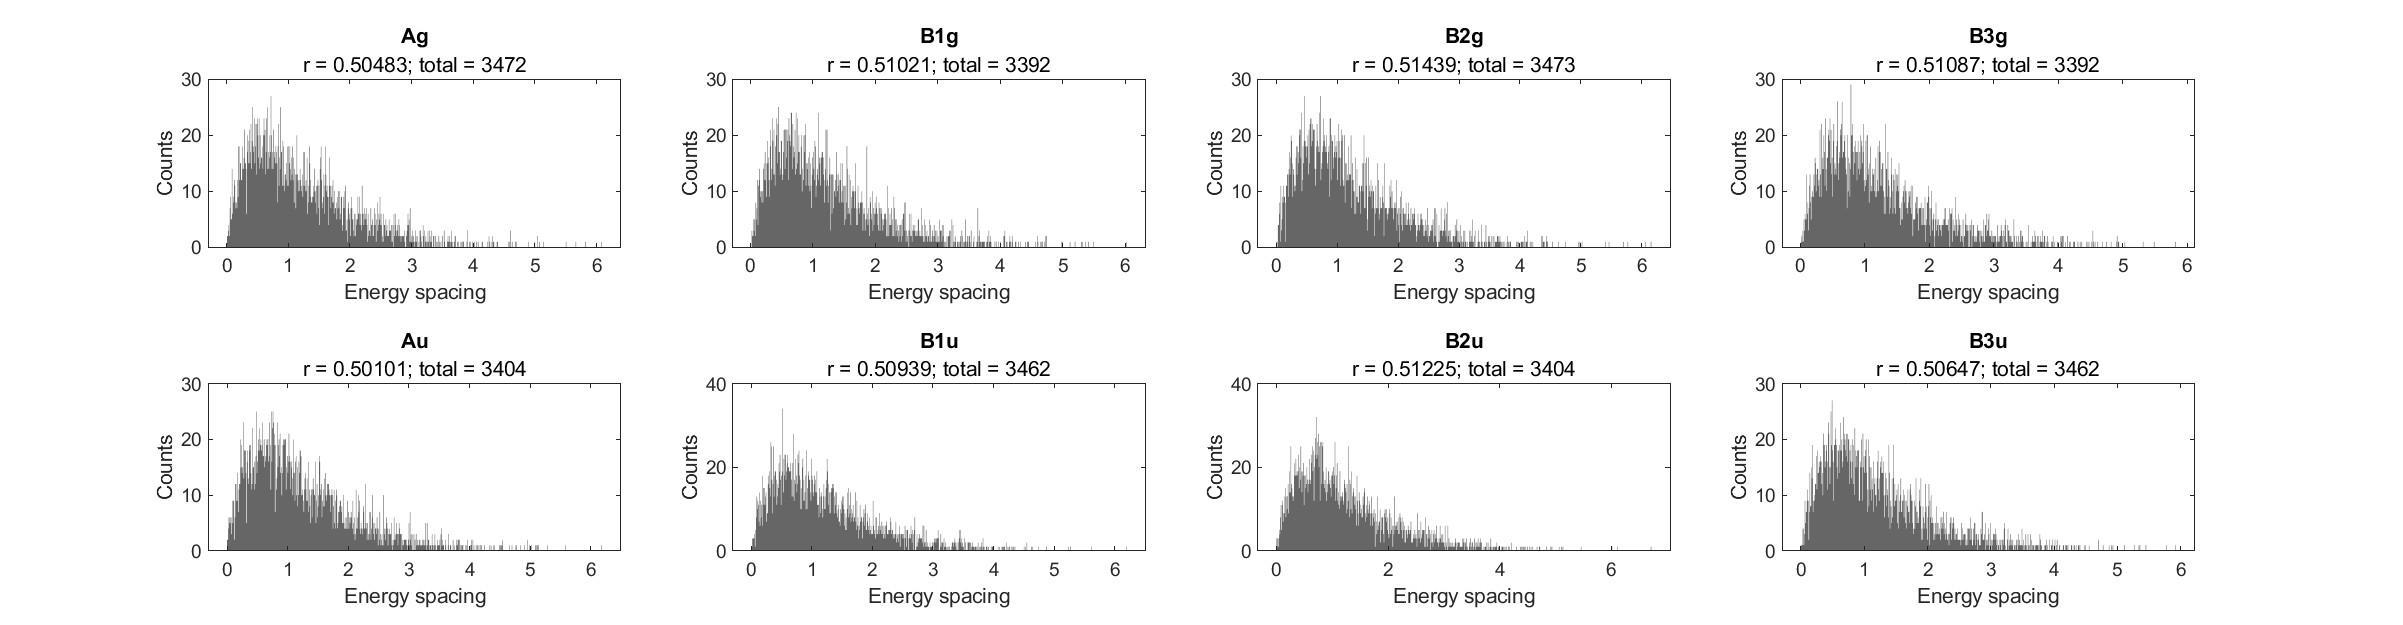 Ag
r = 0.50483; total = 3472
30
20
10
0
Counts
0 1 2 3 4 5 6
Energy spacing
B1g
r = 0.51021; total = 3392
30
20
10
0
Counts
0 1 2 3 4 5 6
Energy spacing
B2g
r = 0.51439; total = 3473
30
20
10
0
Counts
0 1 2 3 4 5 6
Energy spacing
B3g
r = 0.51087; total = 3392
30
20
10
0
Counts
0 1 2 3 4 5 6
Energy spacing
Au
r = 0.50101; total = 3404
30
20
10
0
Counts
0 1 2 3 4 5 6
Energy spacing
B1u
r = 0.50939; total = 3462
40
20
0
Counts
0 1 2 3 4 5 6
Energy spacing
B2u
r = 0.51225; total = 3404
40
20
0
Counts
0 2 4 6
Energy spacing
B3u
r = 0.50647; total = 3462
30
20
10
0
Counts
0 1 2 3 4 5 6
Energy spacing